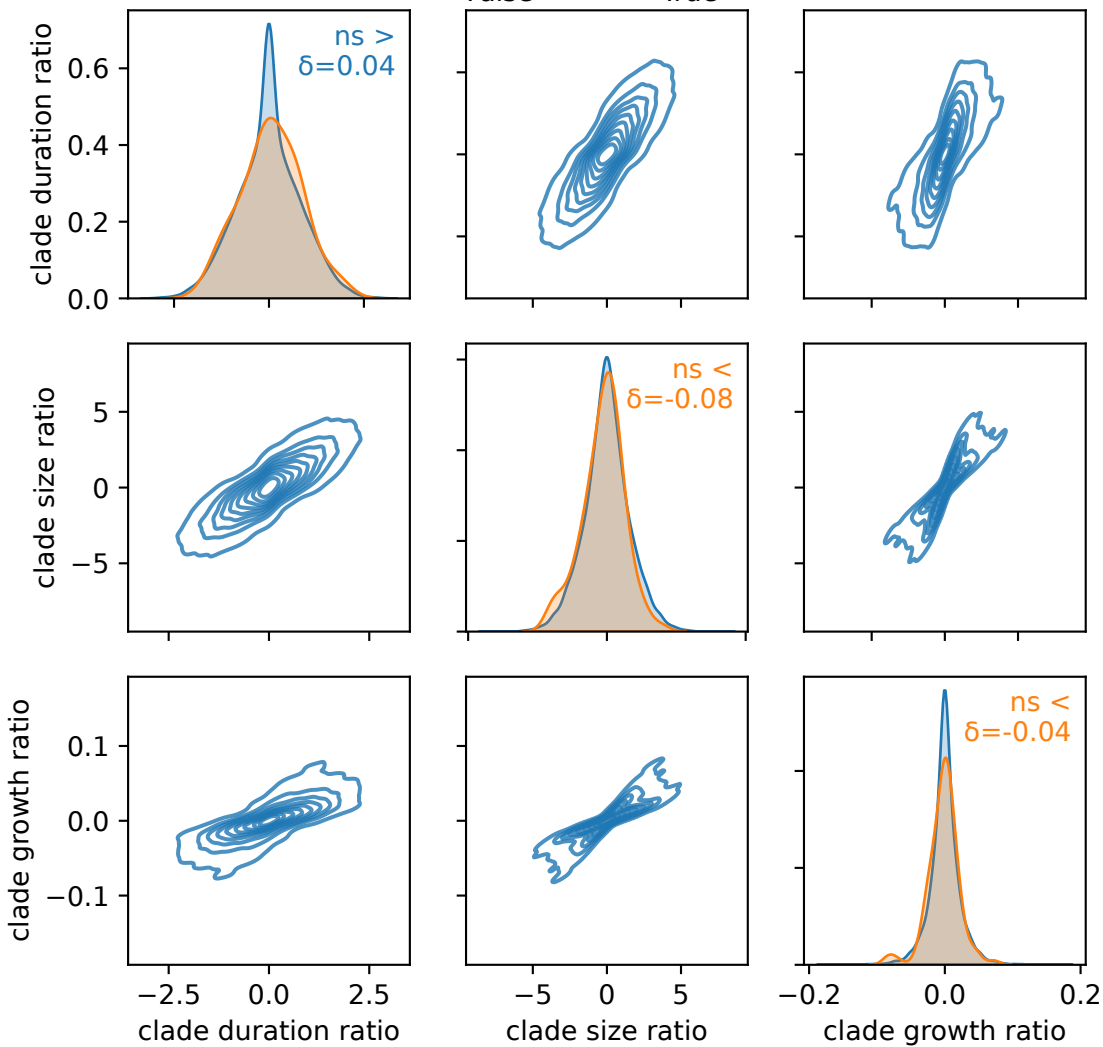 clade duration ratio
0.6
0.4
0.2
0.0
ns >
δ=0.04
clade size ratio
5
0
−5
ns <
δ=-0.08
clade growth ratio
0.1
0.0
−0.1
ns <
δ=-0.04
−2.5 0.0 2.5
−5 0 5
−0.2 0.0 0.2
clade duration ratio
clade size ratio
clade growth ratio